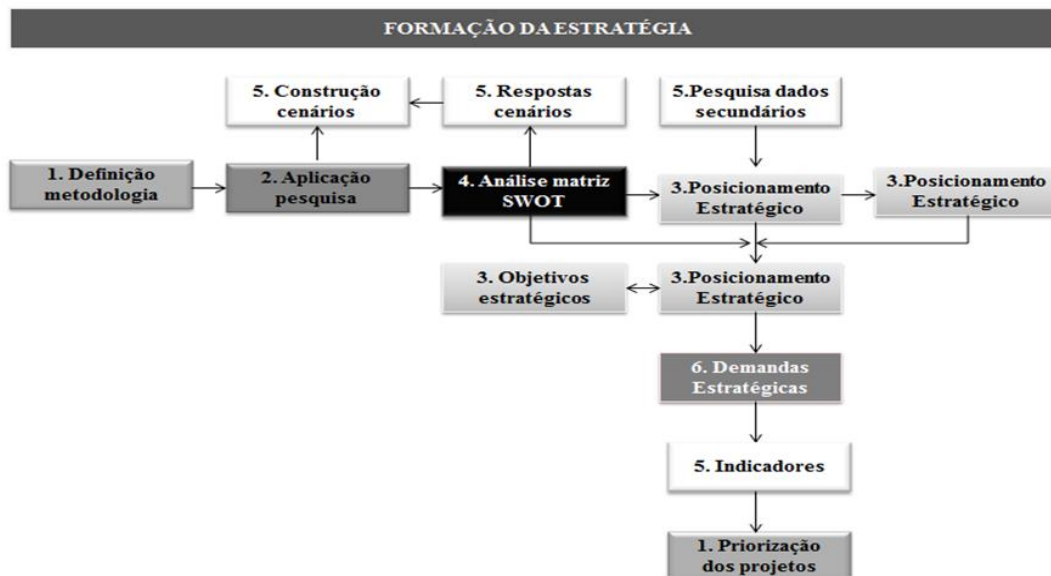 FORMAÇÃO DA ESTRATÉGIA
5. Construção
cenários
5. Respostas
cenários
5.Pesquisa dados
secundários
1. Definição
metodologia
2. Aplicação
pesquisa
4. Análise matriz
SWOT
3.Posicionamento
Estratégico
3.Posicionamento
Estratégico
3. Objetivos
estratégicos
3.Posicionamento
Estratégico
6. Demandas
Estratégicas
5. Indicadores
1. Priorização
dos projetos